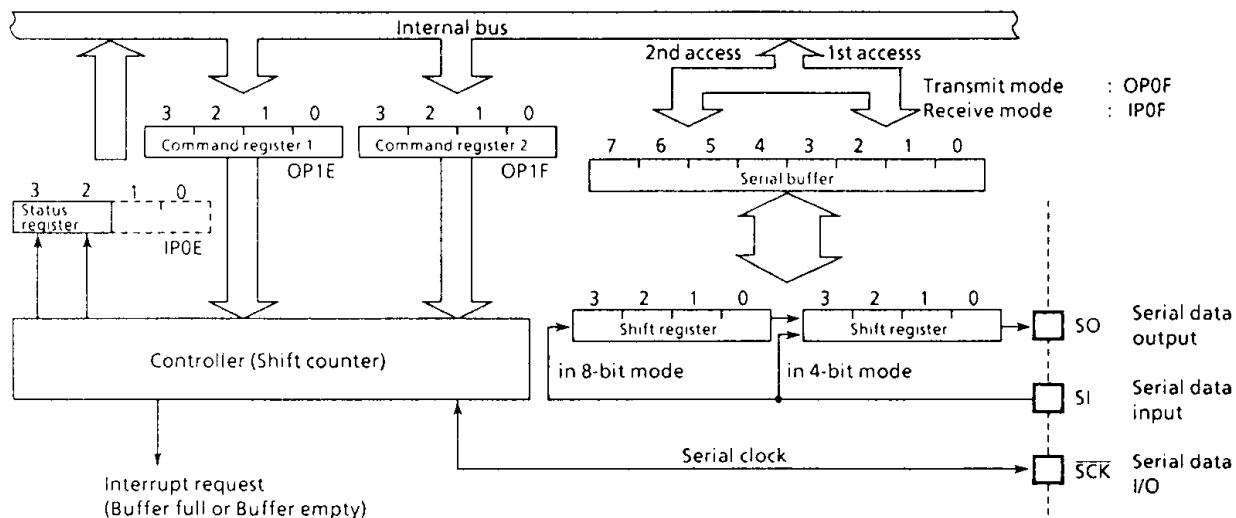 Internal bus
2nd access
1st accesss
Transmit mode : OP0F
Receive mode : IP0F
3 2 1 0
Command register 1
OP1E
3 2 1 0
Command register 2
OP1F
7 6 5 4 3 2 1 0
Serial buffer
3 2 1 0
Status
register
IP0E
3 2 1 0
Shift register
3 2 1 0
Shift register
SO
Serial data
output
Controller (Shift counter)
in 8-bit mode
in 4-bit mode
SI
Serial data
input
Serial clock
SCK
Serial data
I/O
Interrupt request
(Buffer full or Buffer empty)